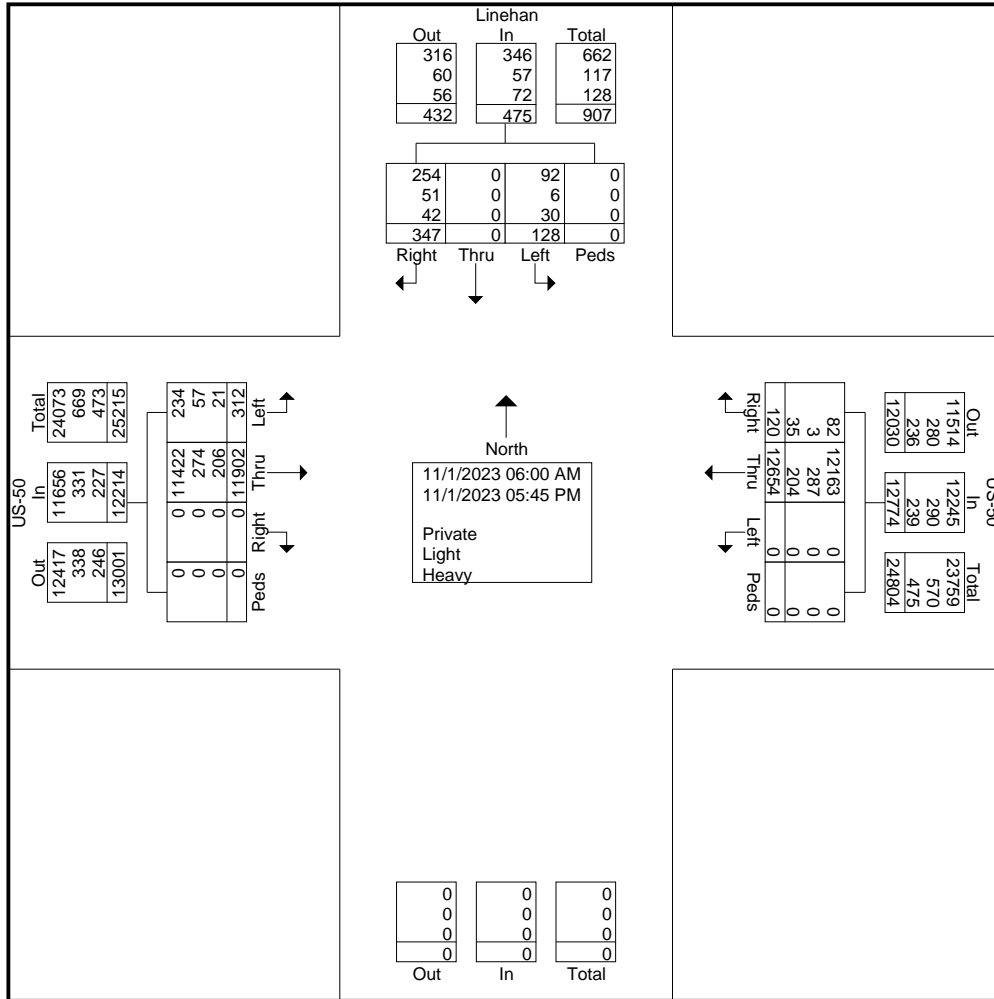 Linehan
Out In Total
316 346 662
60 57 117
56 72 128
432 475 907
254 0 92 0
51 0 6 0
42 0 30 0
347 0 128 0
Right Thru Left Peds
US-50
Total In Out
24073 11656 12417
669 331 338
473 227 246
25215 12214 13001
Left Thru Right Peds
234 11422 0 0
57 274 0 0
21 206 0 0
312 11902 0 0
North
11/1/2023 06:00 AM
11/1/2023 05:45 PM
Private
Light
Heavy
Right Thru Left Peds
82 12163 0 0
3 287 0 0
35 204 0 0
120 12654 0 0
US-50
Out In Total
11514 12245 23759
280 290 570
236 239 475
12030 12774 24804
0 0 0
0 0 0
0 0 0
0 0 0
Out In Total